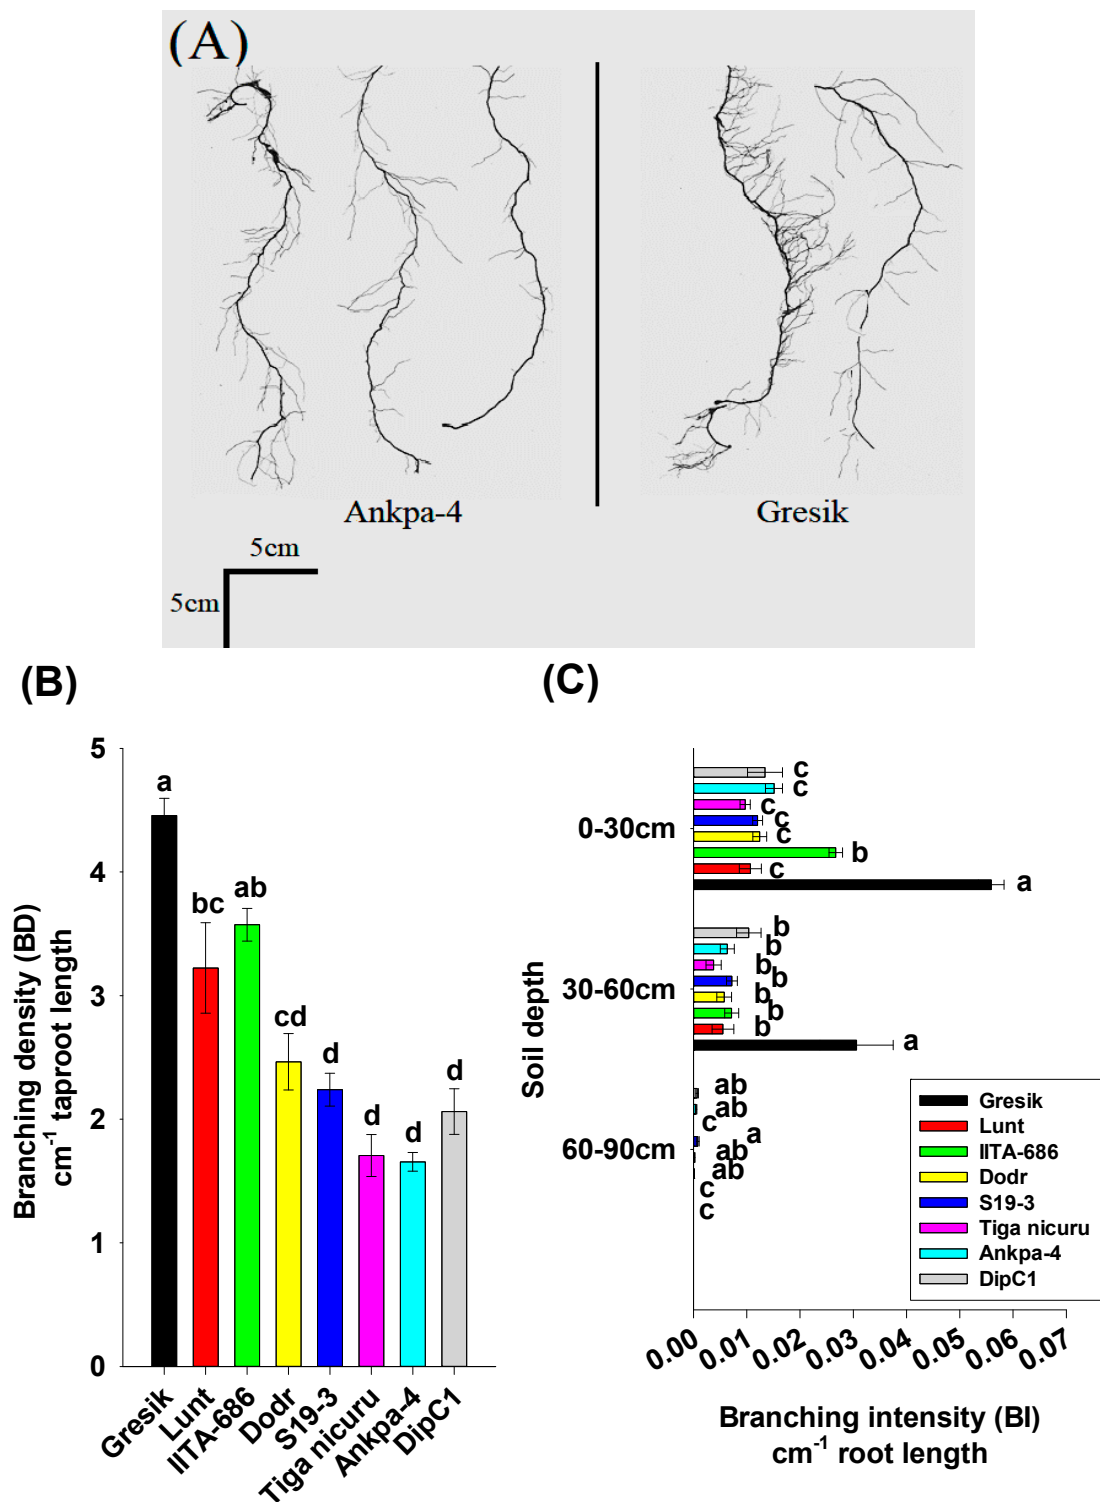 (A)
Ankpa-4
Gresik
5cm
5cm
(B)
Branching density (BD)
cm⁻¹ taproot length
5
4
3
2
1
0
a
bc
ab
cd
d
d
d
d
Gresik
Lunt
IITA-686
Dodr
S19-3
Tiga nicuru
Ankpa-4
DipC1
(C)
Soil depth
0-30cm
c
c
c
c
c
b
c
a
30-60cm
b
b
b
b
b
b
b
a
60-90cm
ab
ab
c
a
ab
ab
c
c
Gresik
Lunt
IITA-686
Dodr
S19-3
Tiga nicuru
Ankpa-4
DipC1
0.00
0.01
0.02
0.03
0.04
0.05
0.06
0.07
Branching intensity (BI)
cm⁻¹ root length